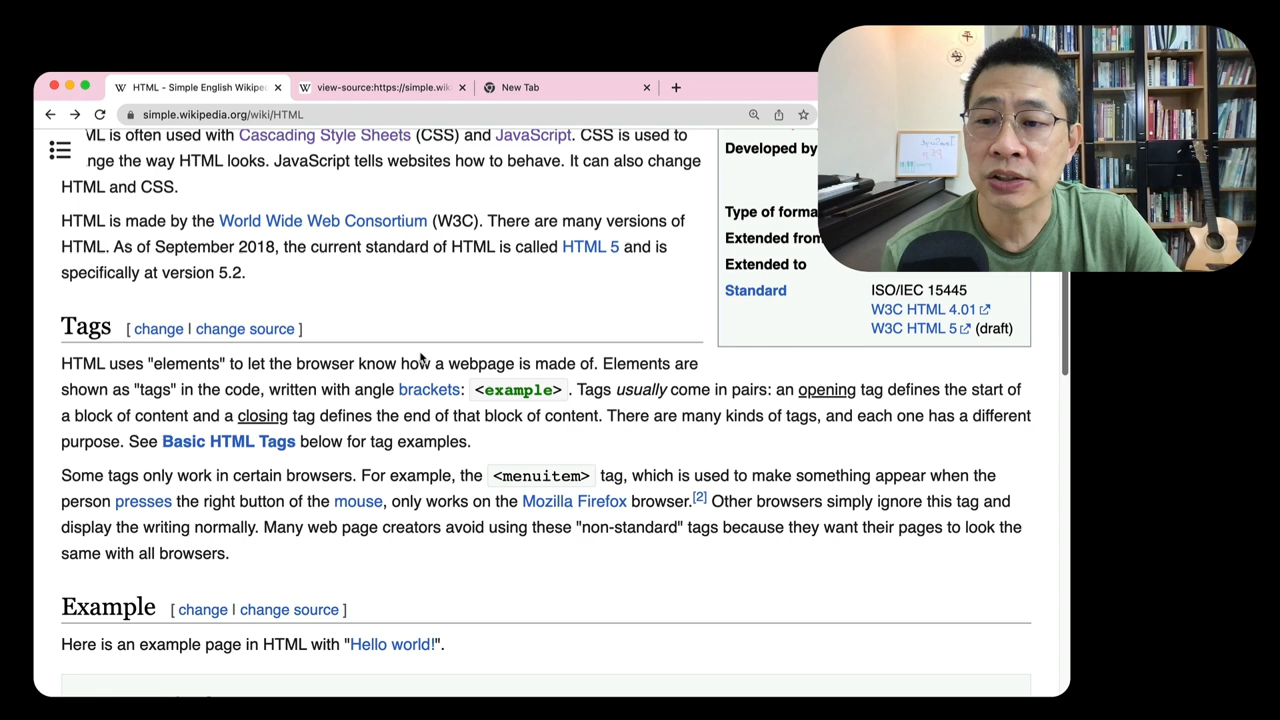 HTML - Simple English Wikipe
view-source:https://simple.wik
New Tab
simple.wikipedia.org/wiki/HTML
ML is often used with Cascading Style Sheets (CSS) and JavaScript. CSS is used to
nge the way HTML looks. JavaScript tells websites how to behave. It can also change
HTML and CSS.
HTML is made by the World Wide Web Consortium (W3C). There are many versions of
HTML. As of September 2018, the current standard of HTML is called HTML 5 and is
specifically at version 5.2.
Developed by
Type of forma
Extended from
Extended to
Standard ISO/IEC 15445
W3C HTML 4.01
W3C HTML 5 (draft)
Tags [ change | change source ]
HTML uses "elements" to let the browser know how a webpage is made of. Elements are
shown as "tags" in the code, written with angle brackets: <example>. Tags usually come in pairs: an opening tag defines the start of
a block of content and a closing tag defines the end of that block of content. There are many kinds of tags, and each one has a different
purpose. See Basic HTML Tags below for tag examples.
Some tags only work in certain browsers. For example, the <menuitem> tag, which is used to make something appear when the
person presses the right button of the mouse, only works on the Mozilla Firefox browser.[2] Other browsers simply ignore this tag and
display the writing normally. Many web page creators avoid using these "non-standard" tags because they want their pages to look the
same with all browsers.
Example [ change | change source ]
Here is an example page in HTML with "Hello world!".